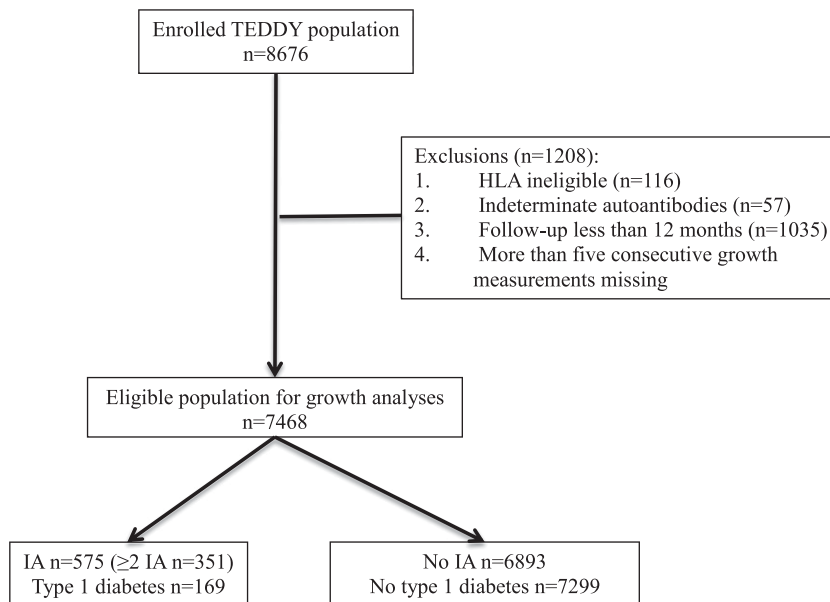 Enrolled TEDDY population
n=8676
Exclusions (n=1208):
1. HLA ineligible (n=116)
2. Indeterminate autoantibodies (n=57)
3. Follow-up less than 12 months (n=1035)
4. More than five consecutive growth
measurements missing
Eligible population for growth analyses
n=7468
IA n=575 (≥2 IA n=351)
Type 1 diabetes n=169
No IA n=6893
No type 1 diabetes n=7299